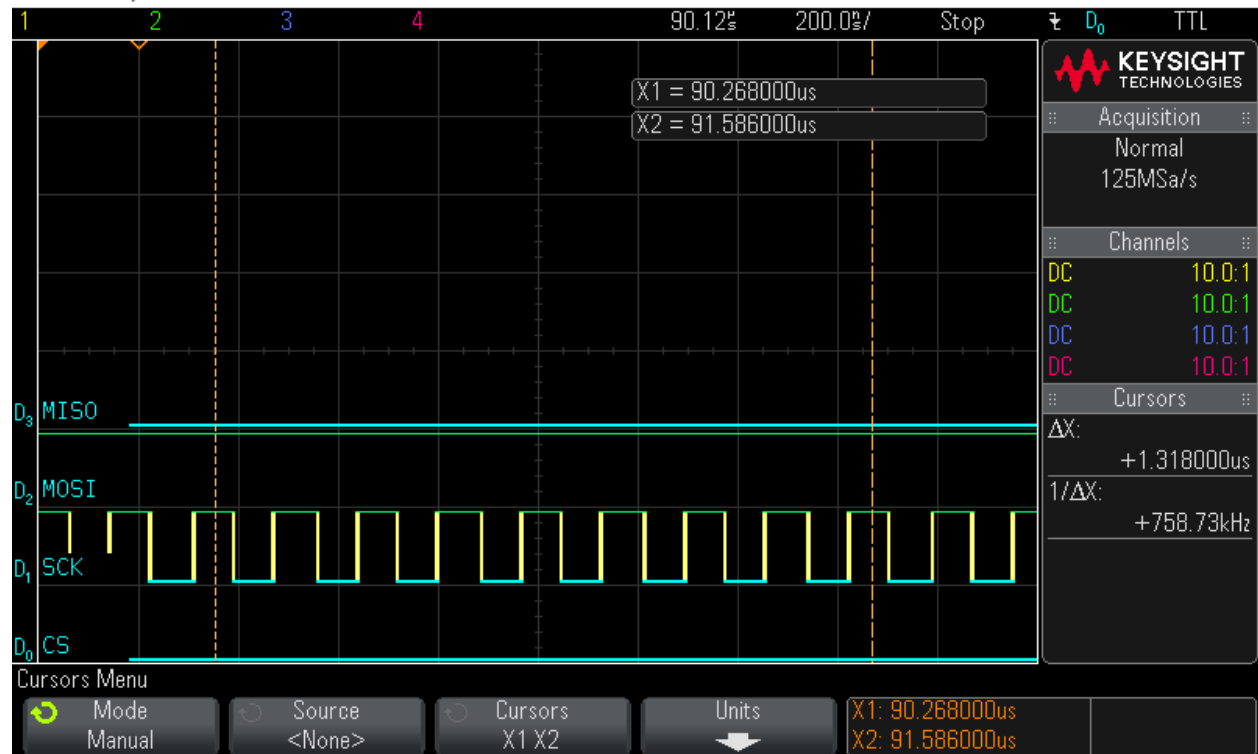 1 2 3 4 90.12µs 200.0ns/ Stop D0 TTL
X1 = 90.268000us
X2 = 91.586000us
D3 MISO
D2 MOSI
D1 SCK
D0 CS
KEYSIGHT
TECHNOLOGIES
Acquisition
Normal
125MSa/s
Channels
DC 10.0:1
DC 10.0:1
DC 10.0:1
DC 10.0:1
Cursors
ΔX:
+1.318000us
1/ΔX:
+758.73kHz
Cursors Menu
Mode
Manual
Source
<None>
Cursors
X1 X2
Units
X1: 90.268000us
X2: 91.586000us